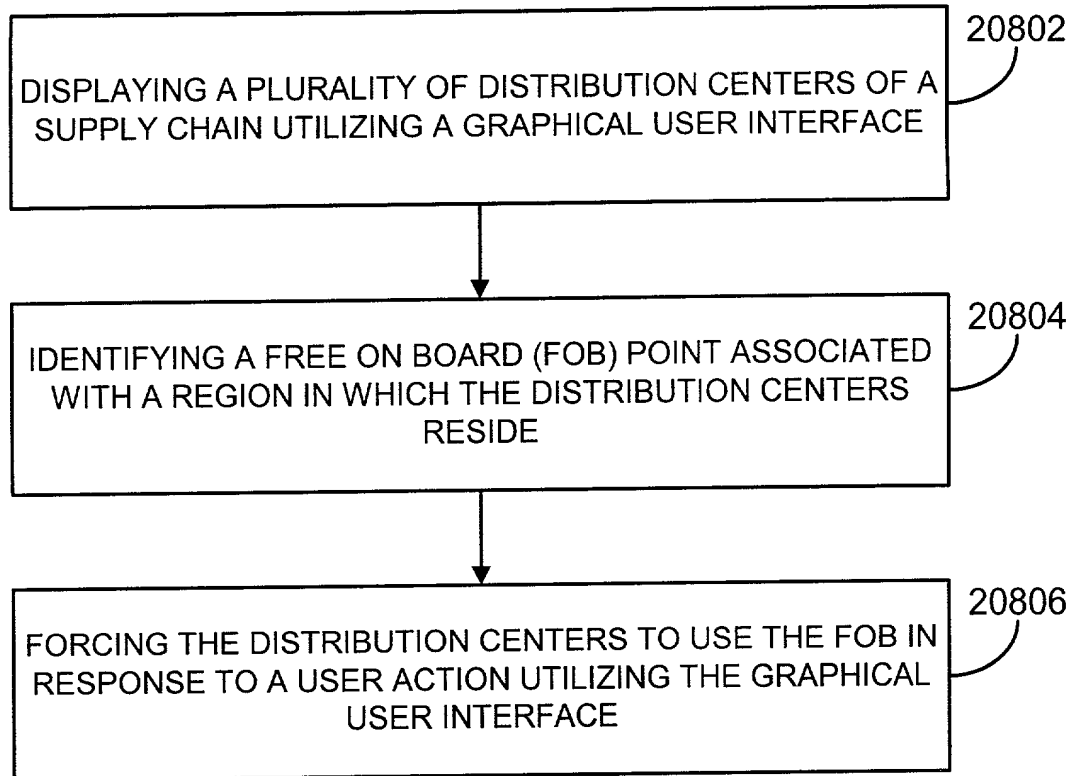 20802
DISPLAYING A PLURALITY OF DISTRIBUTION CENTERS OF A
SUPPLY CHAIN UTILIZING A GRAPHICAL USER INTERFACE
20804
IDENTIFYING A FREE ON BOARD (FOB) POINT ASSOCIATED
WITH A REGION IN WHICH THE DISTRIBUTION CENTERS
RESIDE
20806
FORCING THE DISTRIBUTION CENTERS TO USE THE FOB IN
RESPONSE TO A USER ACTION UTILIZING THE GRAPHICAL
USER INTERFACE